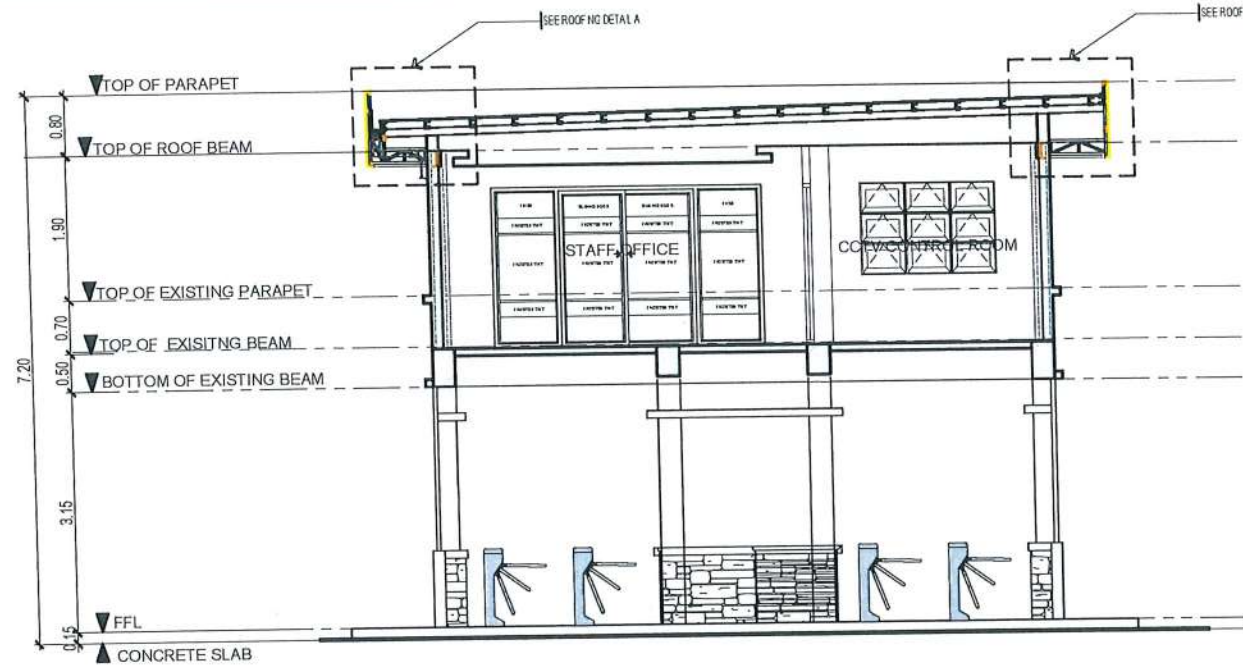 SEE ROOF NG DETAIL A
SEE ROOF
TOP OF PARAPET
0.80
TOP OF ROOF BEAM
1.90
STAFF OFFICE
CCTV CONTROL ROOM
TOP OF EXISTING PARAPET
0.70
TOP OF EXISITNG BEAM
7.20
0.50
BOTTOM OF EXISTING BEAM
3.15
FFL
0.15
CONCRETE SLAB